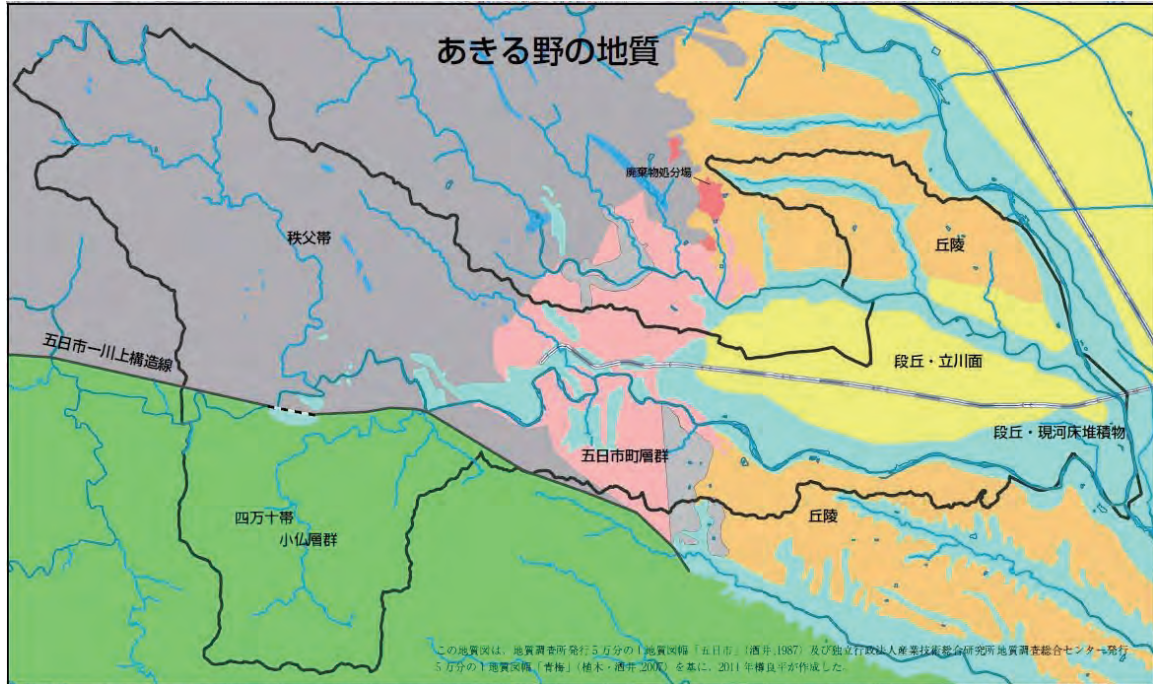 あきる野の地質
廃棄物処分場
秩父帯
丘陵
五日市ー川上構造線
段丘・立川面
段丘・現河床堆積物
五日市町層群
四万十帯
小仏層群
丘陵
この地質図は、地質調査所発行5万分の1地質図幅「五日市」(酒井,1987)及び独立行政法人産業技術総合研究所地質調査総合センター発行
5万分の1地質図幅「青梅」(植木・酒井,2007)を基に、2011年樽良平が作成した.